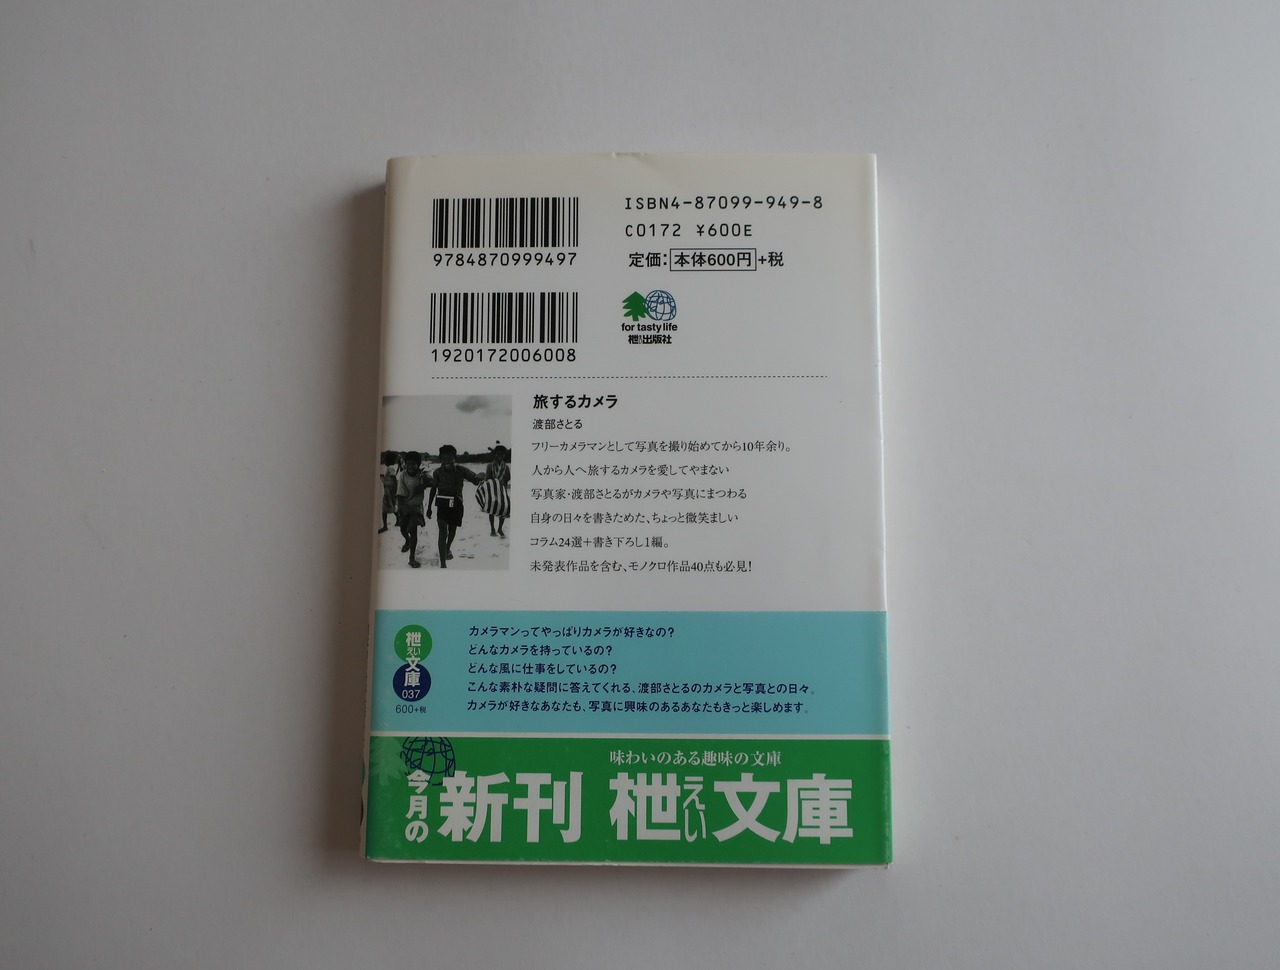 9784870999497
ISBN4-87099-949-8
C0172 ¥600E
定価：本体600円+税
1920172006008
for tasty life
枻出版社
旅するカメラ
渡部さとる
フリーカメラマンとして写真を撮り始めてから10年余り。
人から人へ旅するカメラを愛してやまない
写真家・渡部さとるがカメラや写真にまつわる
自身の日々を書きためた、ちょっと微笑ましい
コラム24選＋書き下ろし1編。
未発表作品を含む、モノクロ作品40点も必見！
枻えい文庫
037
600+税
カメラマンってやっぱりカメラが好きなの？
どんなカメラを持っているの？
どんな風に仕事をしているの？
こんな素朴な疑問に答えてくれる、渡部さとるのカメラと写真との日々。
カメラが好きなあなたも、写真に興味のあるあなたもきっと楽しめます。
味わいのある趣味の文庫
今月の新刊 枻えい文庫